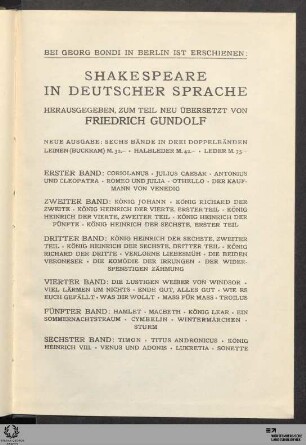 BEI GEORG BONDI IN BERLIN IST ERSCHIENEN:
SHAKESPEARE
IN DEUTSCHER SPRACHE
HERAUSGEGEBEN, ZUM TEIL NEU ÜBERSETZT VON
FRIEDRICH GUNDOLF
NEUE AUSGABE: SECHS BÄNDE IN DREI DOPPELBÄNDEN
LEINEN (BUCKRAM) M. 32.– · HALBLEDER M. 42.– · LEDER M. 75.–
ERSTER BAND: CORIOLANUS · JULIUS CAESAR · ANTONIUS
UND CLEOPATRA · ROMEO UND JULIA · OTHELLO · DER KAUF-
MANN VON VENEDIG
ZWEITER BAND: KÖNIG JOHANN · KÖNIG RICHARD DER
ZWEITE · KÖNIG HEINRICH DER VIERTE, ERSTER TEIL · KÖNIG
HEINRICH DER VIERTE, ZWEITER TEIL · KÖNIG HEINRICH DER
FÜNFTE · KÖNIG HEINRICH DER SECHSTE, ERSTER TEIL
DRITTER BAND: KÖNIG HEINRICH DER SECHSTE, ZWEITER
TEIL · KÖNIG HEINRICH DER SECHSTE, DRITTER TEIL · KÖNIG
RICHARD DER DRITTE · VERLORNE LIEBESMÜH · DIE BEIDEN
VERONESER · DIE KOMÖDIE DER IRRUNGEN · DER WIDER-
SPENSTIGEN ZÄHMUNG
VIERTER BAND: DIE LUSTIGEN WEIBER VON WINDSOR ·
VIEL LÄRMEN UM NICHTS · ENDE GUT, ALLES GUT · WIE ES
EUCH GEFÄLLT · WAS IHR WOLLT · MASS FÜR MASS · TROILUS
FÜNFTER BAND: HAMLET · MACBETH · KÖNIG LEAR · EIN
SOMMERNACHTSTRAUM · CYMBELIN · WINTERMÄRCHEN ·
STURM
SECHSTER BAND: TIMON · TITUS ANDRONICUS · KÖNIG
HEINRICH VIII. · VENUS UND ADONIS · LUKRETIA · SONETTE